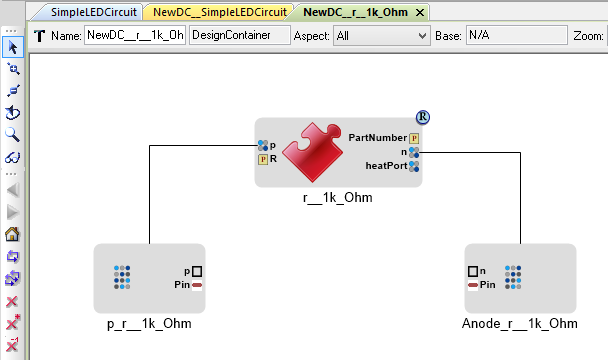 SimpleLEDCircuit NewDC__SimpleLEDCircuit NewDC__r__1k_Ohm ×
T Name: NewDC__r__1k_Oh DesignContainer Aspect: All Base: N/A Zoom:
R
PartNumber P
p n
P R heatPort
r__1k_Ohm
p n
Pin Pin
p_r__1k_Ohm Anode_r__1k_Ohm